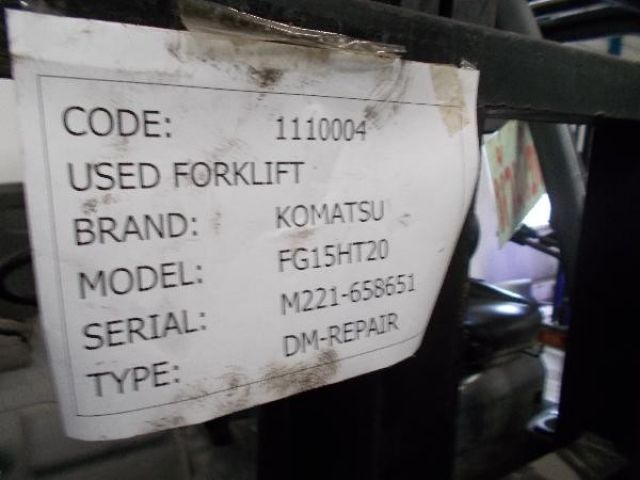 CODE: 1110004
USED FORKLIFT
BRAND: KOMATSU
MODEL: FG15HT20
SERIAL: M221-658651
TYPE: DM-REPAIR